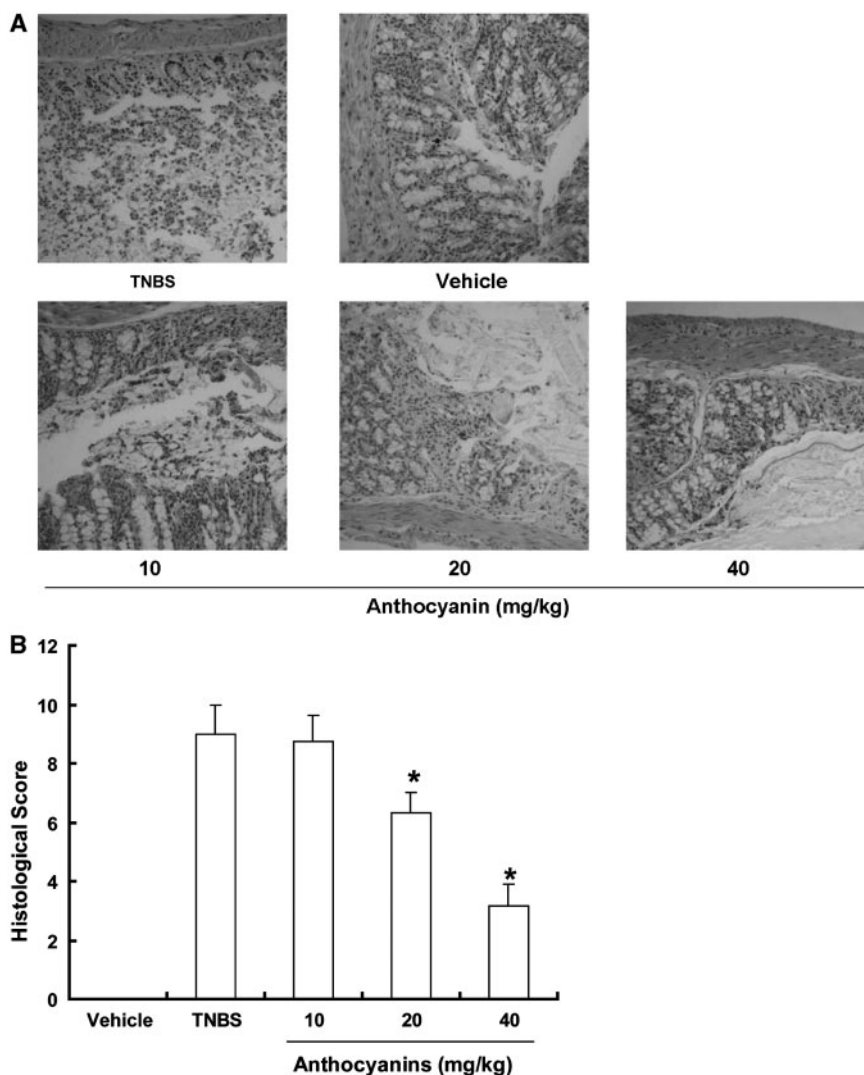 A
TNBS
Vehicle
10
20
40
Anthocyanin (mg/kg)
B
12
10
8
6
4
2
0
Histological Score
*
*
Vehicle
TNBS
10
20
40
Anthocyanins (mg/kg)